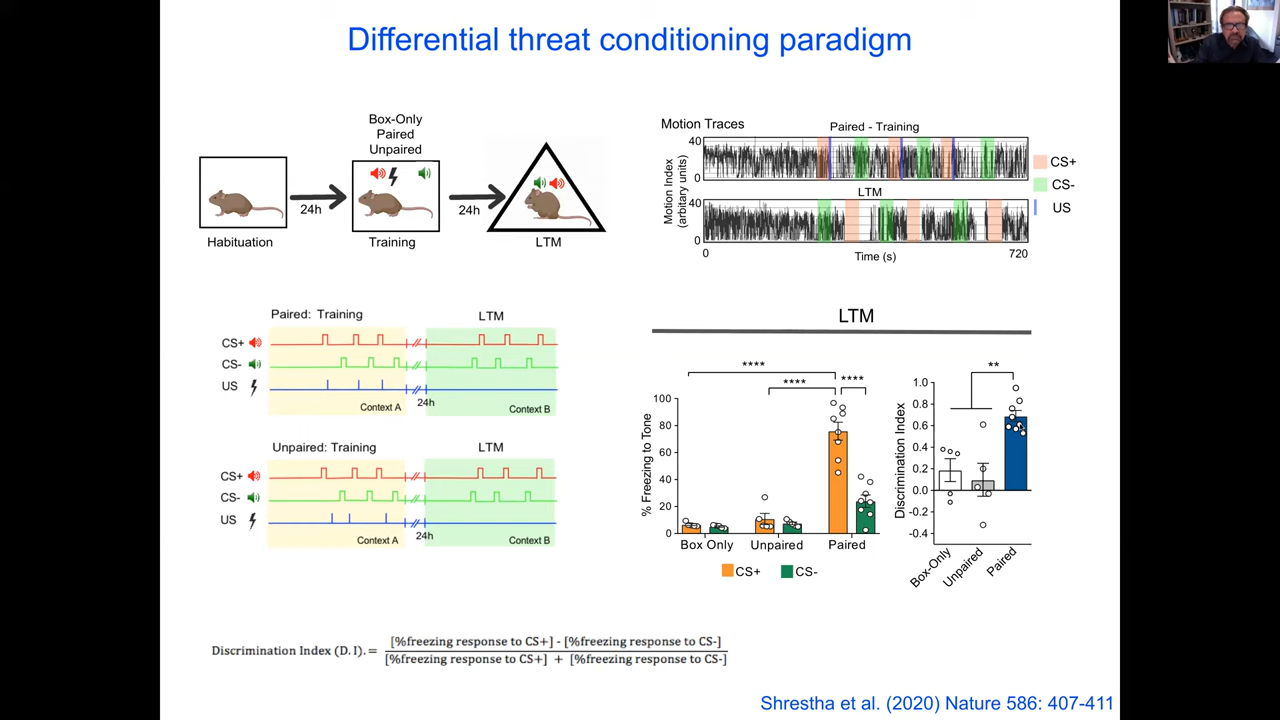 Differential threat conditioning paradigm
Box-Only
Paired
Unpaired
24h
24h
Habituation
Training
LTM
Motion Traces
Paired - Training
40
0
LTM
40
0
Motion Index
(arbitary units)
0
Time (s)
720
CS+
CS-
US
Paired: Training
LTM
CS+
CS-
US
24h
Context A
Context B
Unpaired: Training
LTM
CS+
CS-
US
24h
Context A
Context B
LTM
****
****
****
% Freezing to Tone
100
80
60
40
20
0
Box Only
Unpaired
Paired
CS+
CS-
**
Discrimination Index
1.0
0.8
0.6
0.4
0.2
0.0
-0.2
-0.4
Box-Only
Unpaired
Paired
Discrimination Index (D. I). =
[%freezing response to CS+] - [%freezing response to CS-]
[%freezing response to CS+] + [%freezing response to CS-]
Shrestha et al. (2020) Nature 586: 407-411